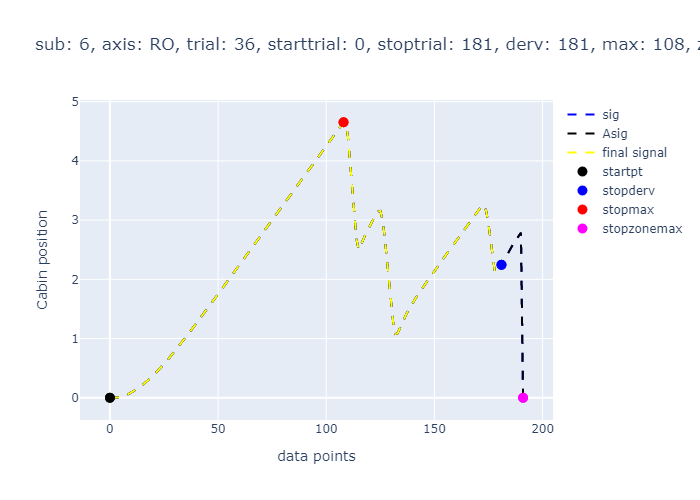 sub: 6, axis: RO, trial: 36, starttrial: 0, stoptrial: 181, derv: 181, max: 108,
sig
Asig
final signal
startpt
stopderv
stopmax
stopzonemax
Cabin position
5
4
3
2
1
0
0
50
100
150
200
data points